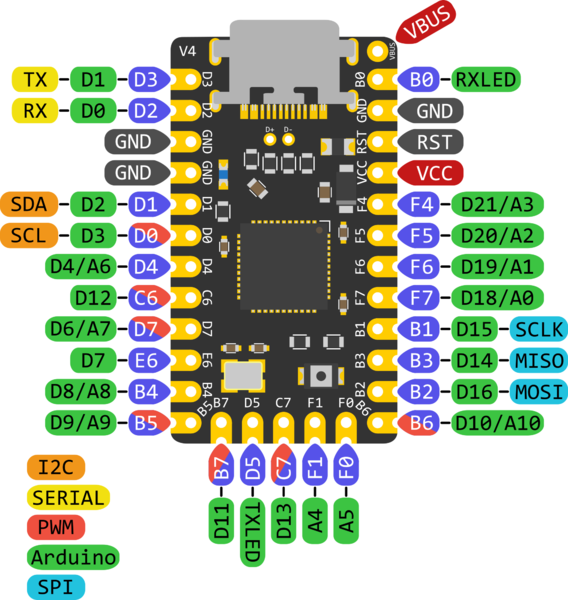 VBUS
V4
VBUS
TX D1 D3 D3 B0 B0 RXLED
RX D0 D2 D2 GND GND
D+ D-
GND GND RST RST
GND GND VCC VCC
SDA D2 D1 D1 F4 F4 D21/A3
SCL D3 D0 D0 F5 F5 D20/A2
D4/A6 D4 D4 F6 F6 D19/A1
D12 C6 C6 F7 F7 D18/A0
D6/A7 D7 D7 B1 B1 D15 SCLK
D7 E6 E6 B3 B3 D14 MISO
D8/A8 B4 B4 B2 B2 D16 MOSI
D9/A9 B5 B5 B7 D5 C7 F1 F0 B6 B6 D10/A10
B7 D5 C7 F1 F0
D11 TXLED D13 A4 A5
I2C
SERIAL
PWM
Arduino
SPI